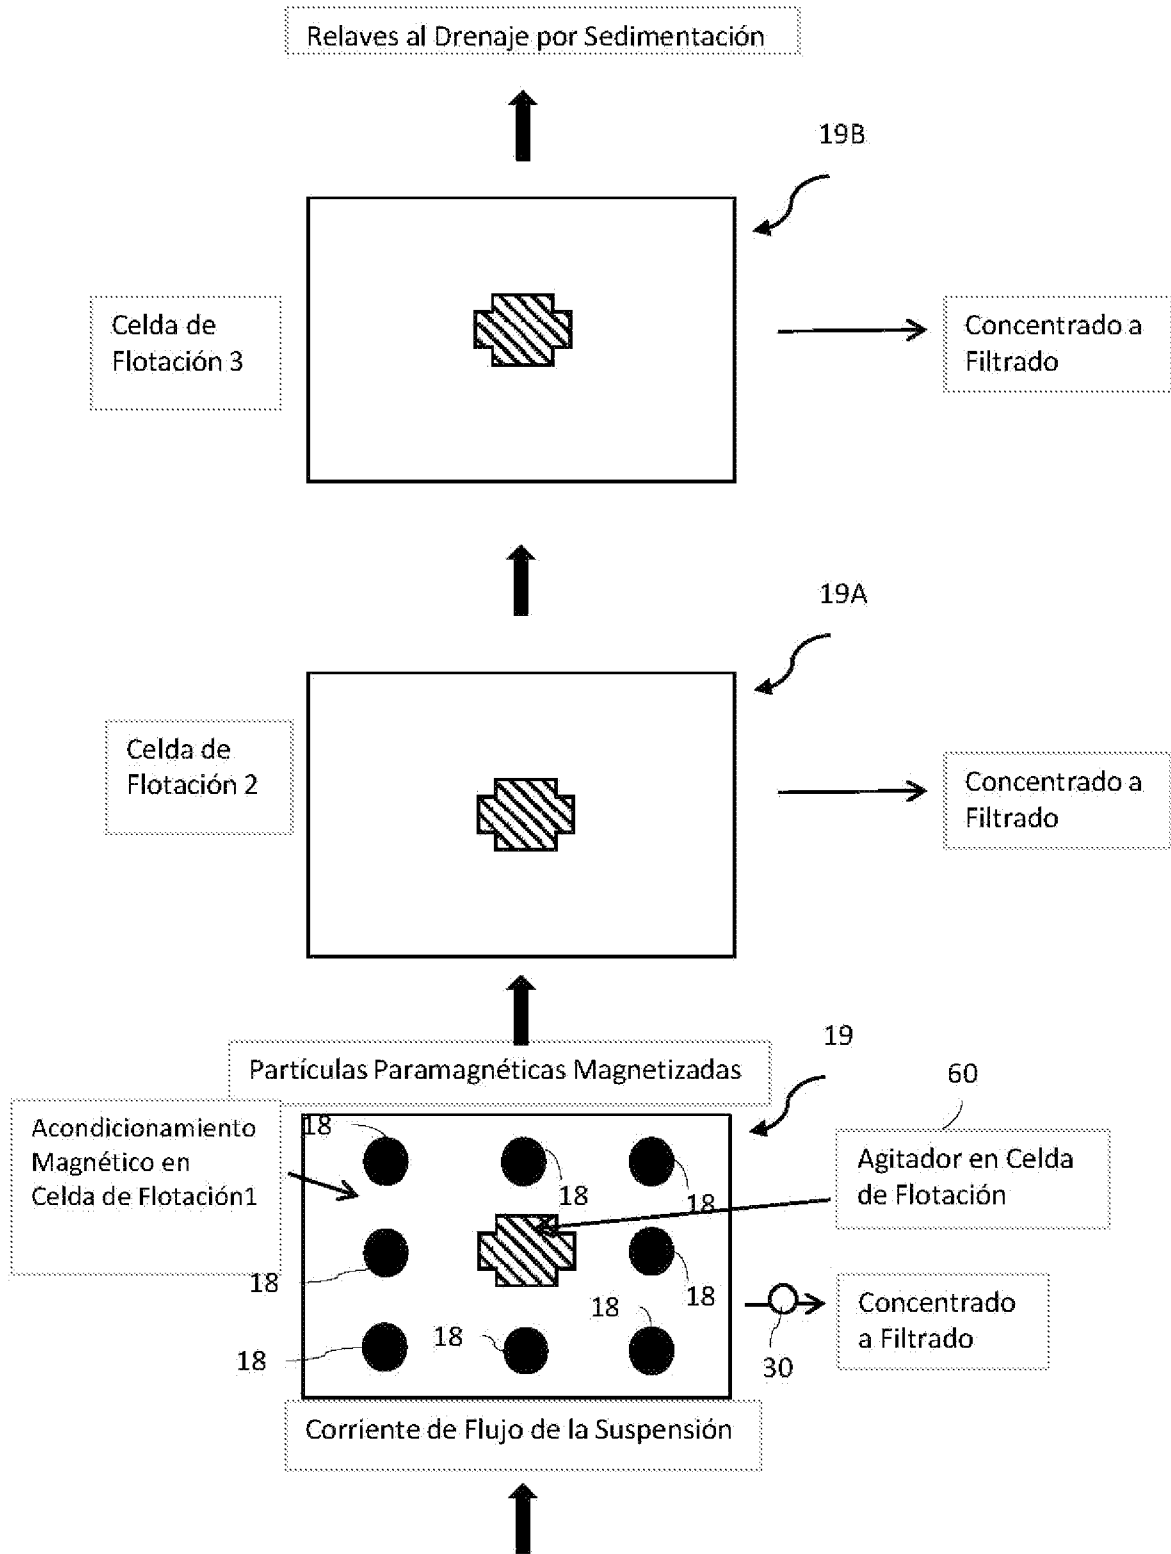 Relaves al Drenaje por Sedimentación
19B
Celda de
Flotación 3
Concentrado a
Filtrado
19A
Celda de
Flotación 2
Concentrado a
Filtrado
Partículas Paramagnéticas Magnetizadas
19
60
Acondicionamiento
Magnético en
Celda de Flotación1
18
18
18
Agitador en Celda
de Flotación
18
18
18
18
18
30
Concentrado
a Filtrado
Corriente de Flujo de la Suspensión